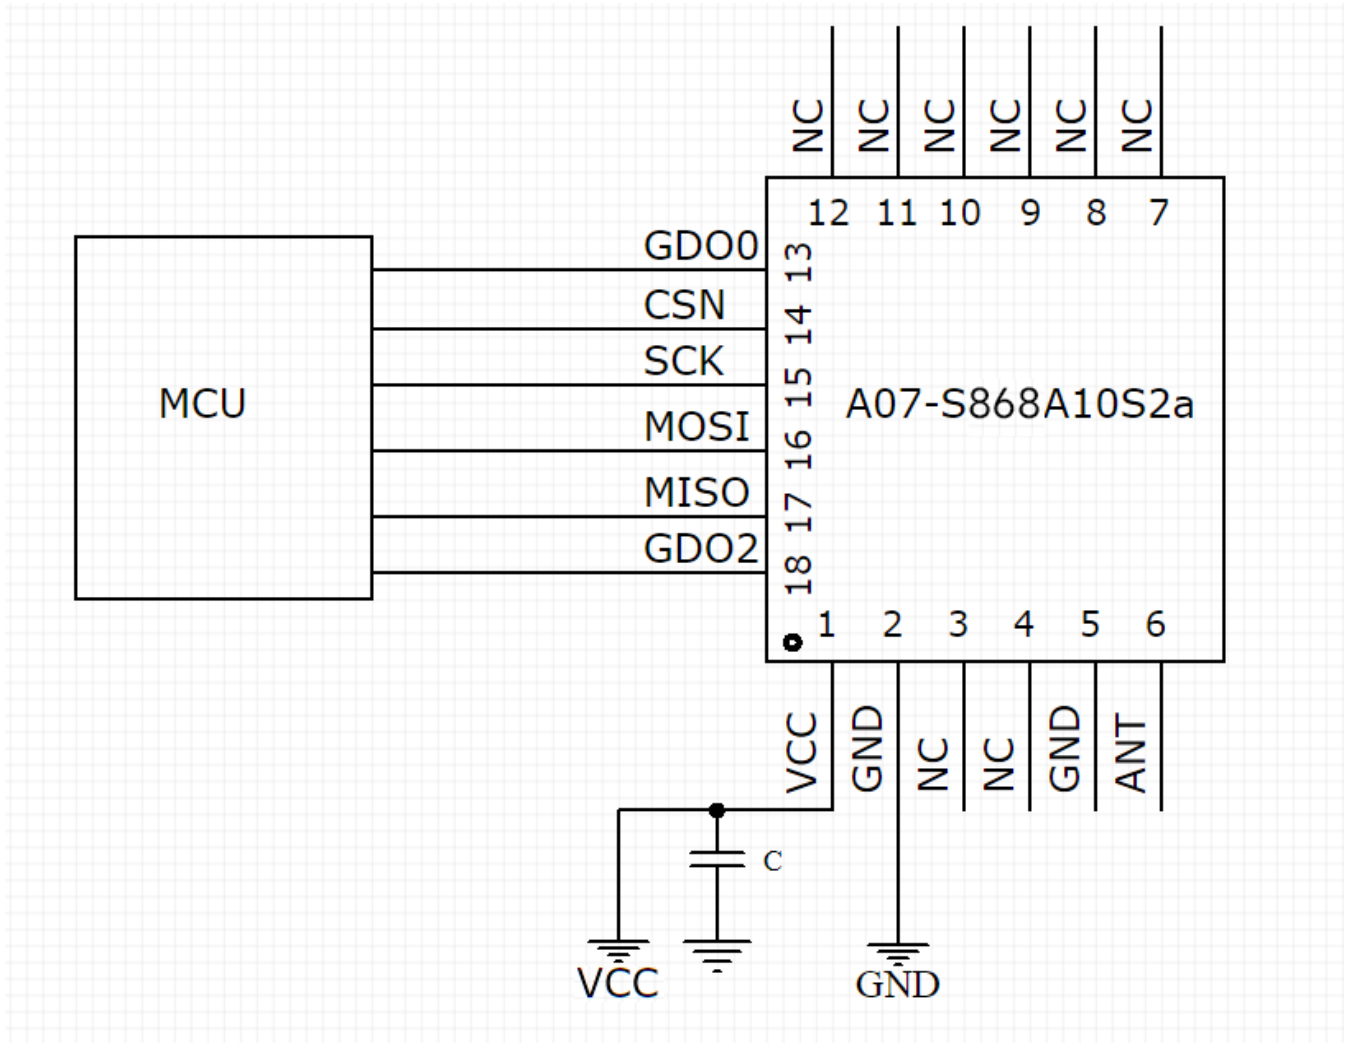 NC NC NC NC NC NC
12 11 10 9 8 7
GDO0 13
CSN 14
SCK 15
MCU
A07-S868A10S2a
MOSI 16
MISO 17
GDO2 18
1 2 3 4 5 6
VCC GND NC NC GND ANT
C
VCC
GND